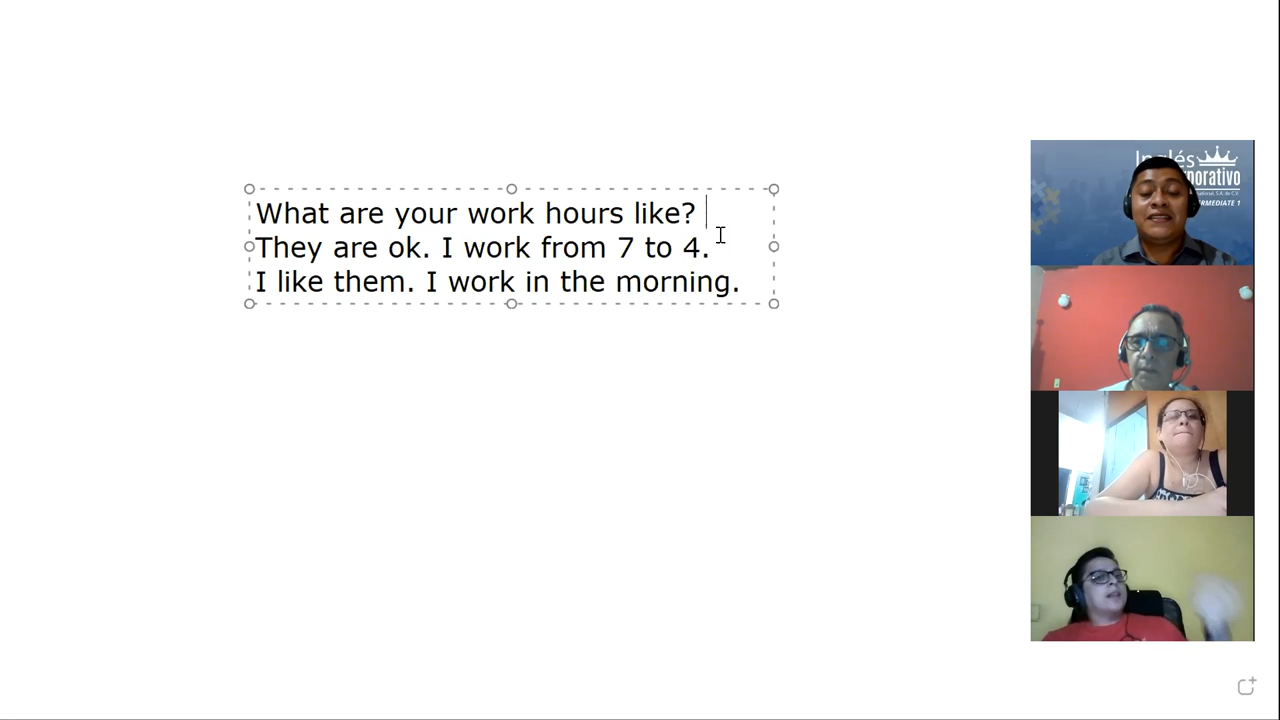 What are your work hours like?
They are ok. I work from 7 to 4.
I like them. I work in the morning.
Inglés